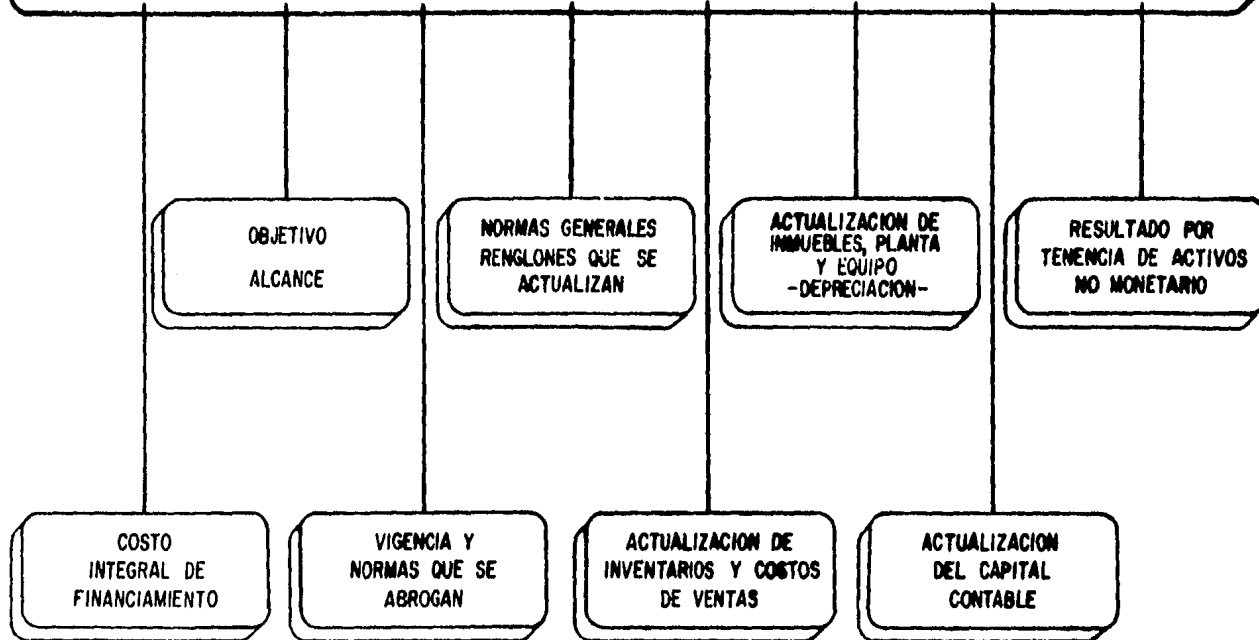 OBJETIVO
ALCANCE
NORMAS GENERALES
RENGLONES QUE SE
ACTUALIZAN
ACTUALIZACION DE
INMUEBLES, PLANTA
Y EQUIPO
-DEPRECIACION-
RESULTADO POR
TENENCIA DE ACTIVOS
NO MONETARIO
COSTO
INTEGRAL DE
FINANCIAMIENTO
VIGENCIA Y
NORMAS QUE SE
ABROGAN
ACTUALIZACION DE
INVENTARIOS Y COSTOS
DE VENTAS
ACTUALIZACION
DEL CAPITAL
CONTABLE